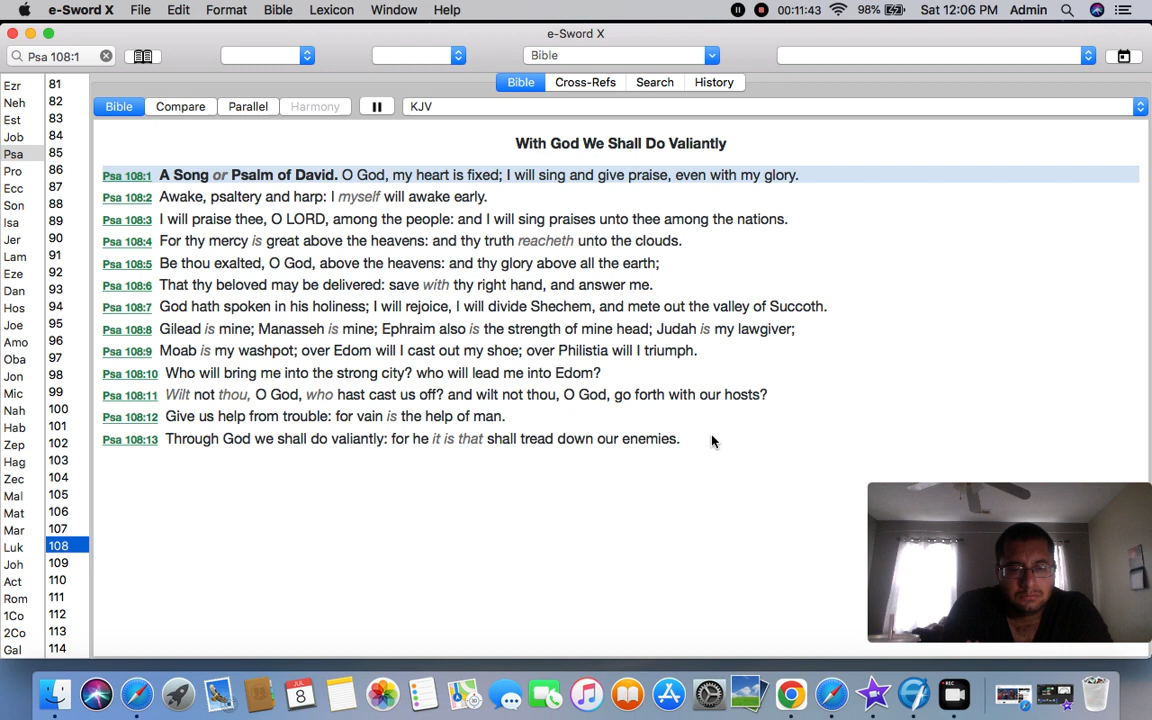 e-Sword X File Edit Format Bible Lexicon Window Help 00:11:43 98% Sat 12:06 PM Admin
e-Sword X
Psa 108:1 Bible
Bible Cross-Refs Search History
Bible Compare Parallel Harmony KJV
Ezr 81
Neh 82
Est 83
Job 84
Psa 85
Pro 86
Ecc 87
Son 88
Isa 89
Jer 90
Lam 91
Eze 92
Dan 93
Hos 94
Joe 95
Amo 96
Oba 97
Jon 98
Mic 99
Nah 100
Hab 101
Zep 102
Hag 103
Zec 104
Mal 105
Mat 106
Mar 107
Luk 108
Joh 109
Act 110
Rom 111
1Co 112
2Co 113
Gal 114
With God We Shall Do Valiantly
Psa 108:1 A Song or Psalm of David. O God, my heart is fixed; I will sing and give praise, even with my glory.
Psa 108:2 Awake, psaltery and harp: I myself will awake early.
Psa 108:3 I will praise thee, O LORD, among the people: and I will sing praises unto thee among the nations.
Psa 108:4 For thy mercy is great above the heavens: and thy truth reacheth unto the clouds.
Psa 108:5 Be thou exalted, O God, above the heavens: and thy glory above all the earth;
Psa 108:6 That thy beloved may be delivered: save with thy right hand, and answer me.
Psa 108:7 God hath spoken in his holiness; I will rejoice, I will divide Shechem, and mete out the valley of Succoth.
Psa 108:8 Gilead is mine; Manasseh is mine; Ephraim also is the strength of mine head; Judah is my lawgiver;
Psa 108:9 Moab is my washpot; over Edom will I cast out my shoe; over Philistia will I triumph.
Psa 108:10 Who will bring me into the strong city? who will lead me into Edom?
Psa 108:11 Wilt not thou, O God, who hast cast us off? and wilt not thou, O God, go forth with our hosts?
Psa 108:12 Give us help from trouble: for vain is the help of man.
Psa 108:13 Through God we shall do valiantly: for he it is that shall tread down our enemies.
JUL
8
REC